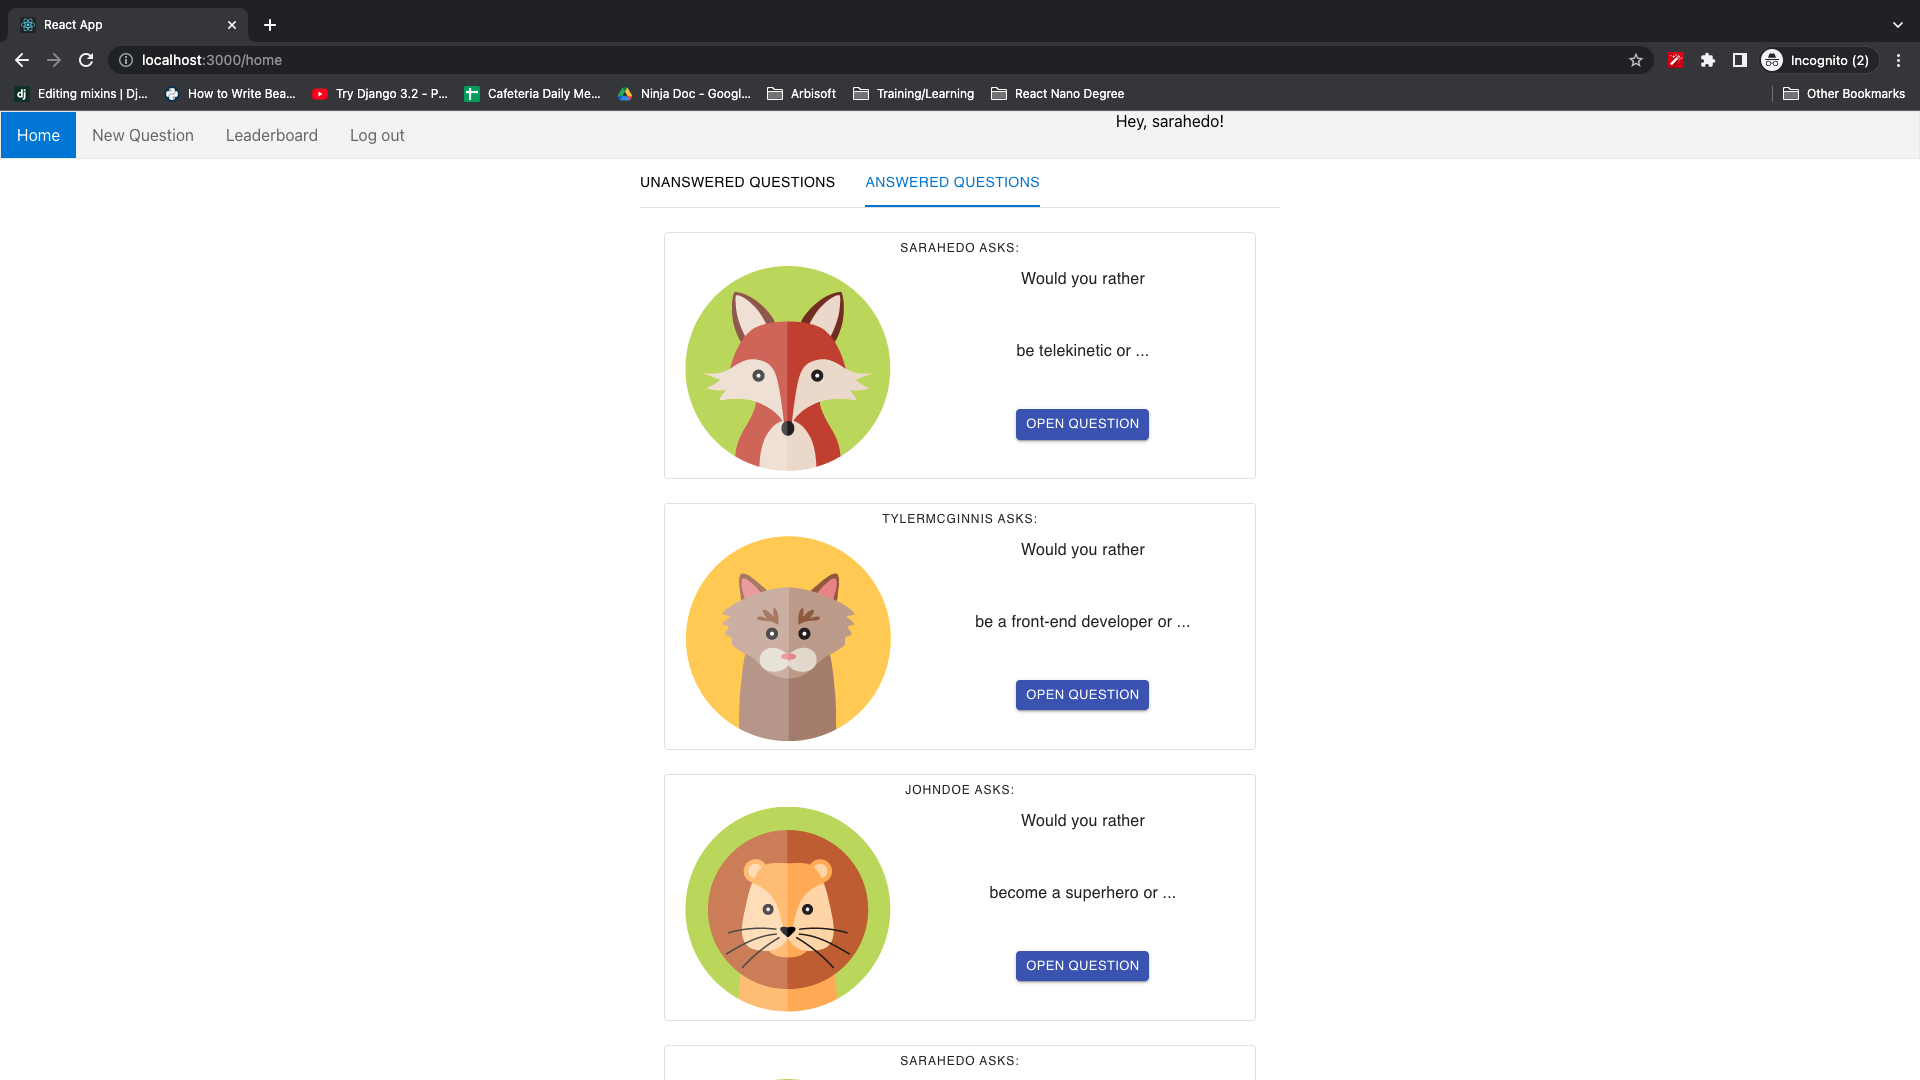 React App
localhost:3000/home
Incognito (2)
dj Editing mixins | Dj...
How to Write Bea...
Try Django 3.2 - P...
Cafeteria Daily Me...
Ninja Doc - Googl...
Arbisoft
Training/Learning
React Nano Degree
Other Bookmarks
Home
New Question
Leaderboard
Log out
Hey, sarahedo!
UNANSWERED QUESTIONS
ANSWERED QUESTIONS
SARAHEDO ASKS:
Would you rather
be telekinetic or ...
OPEN QUESTION
TYLERMCGINNIS ASKS:
Would you rather
be a front-end developer or ...
OPEN QUESTION
JOHNDOE ASKS:
Would you rather
become a superhero or ...
OPEN QUESTION
SARAHEDO ASKS: